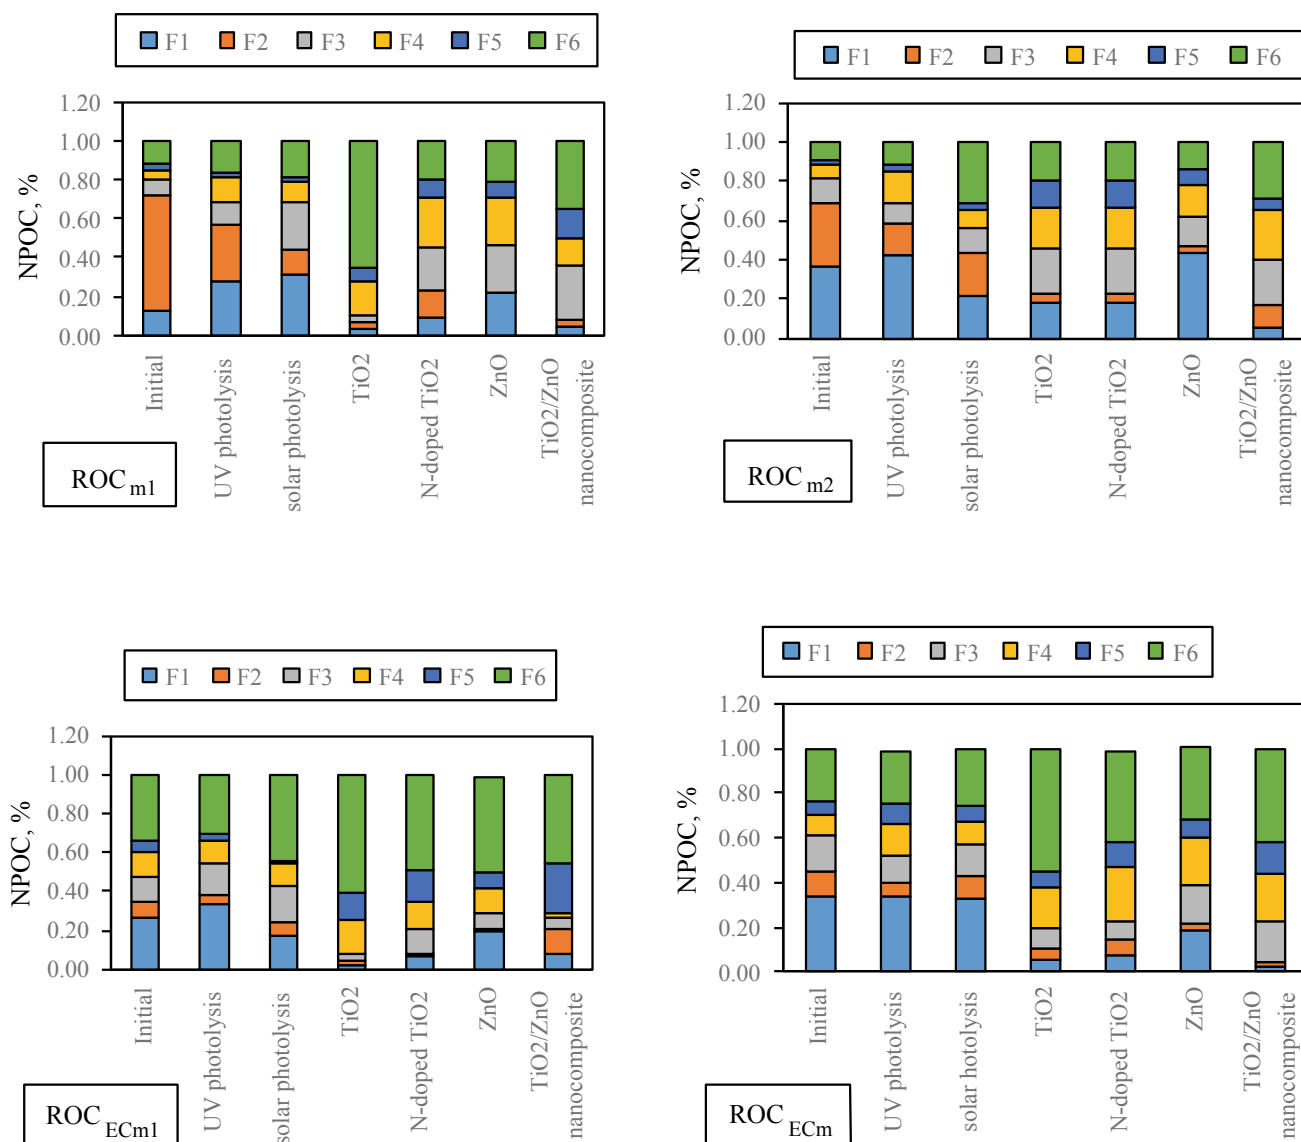 F1 F2 F3 F4 F5 F6
1.20
1.00
0.80
0.60
0.40
0.20
0.00
NPOC, %
Initial
UV photolysis
solar photolysis
TiO2
N-doped TiO2
ZnO
TiO2/ZnO
nanocomposite
ROC m1
F1 F2 F3 F4 F5 F6
1.20
1.00
0.80
0.60
0.40
0.20
0.00
NPOC, %
Initial
UV photolysis
solar photolysis
TiO2
N-doped TiO2
ZnO
TiO2/ZnO
nanocomposite
ROC m2
F1 F2 F3 F4 F5 F6
1.20
1.00
0.80
0.60
0.40
0.20
0.00
NPOC, %
Initial
UV photolysis
solar photolysis
TiO2
N-doped TiO2
ZnO
TiO2/ZnO
nanocomposite
ROC ECm1
F1 F2 F3 F4 F5 F6
1.20
1.00
0.80
0.60
0.40
0.20
0.00
NPOC, %
Initial
UV photolysis
solar hotolysis
TiO2
N-doped TiO2
ZnO
TiO2/ZnO
nanocomposite
ROC ECm